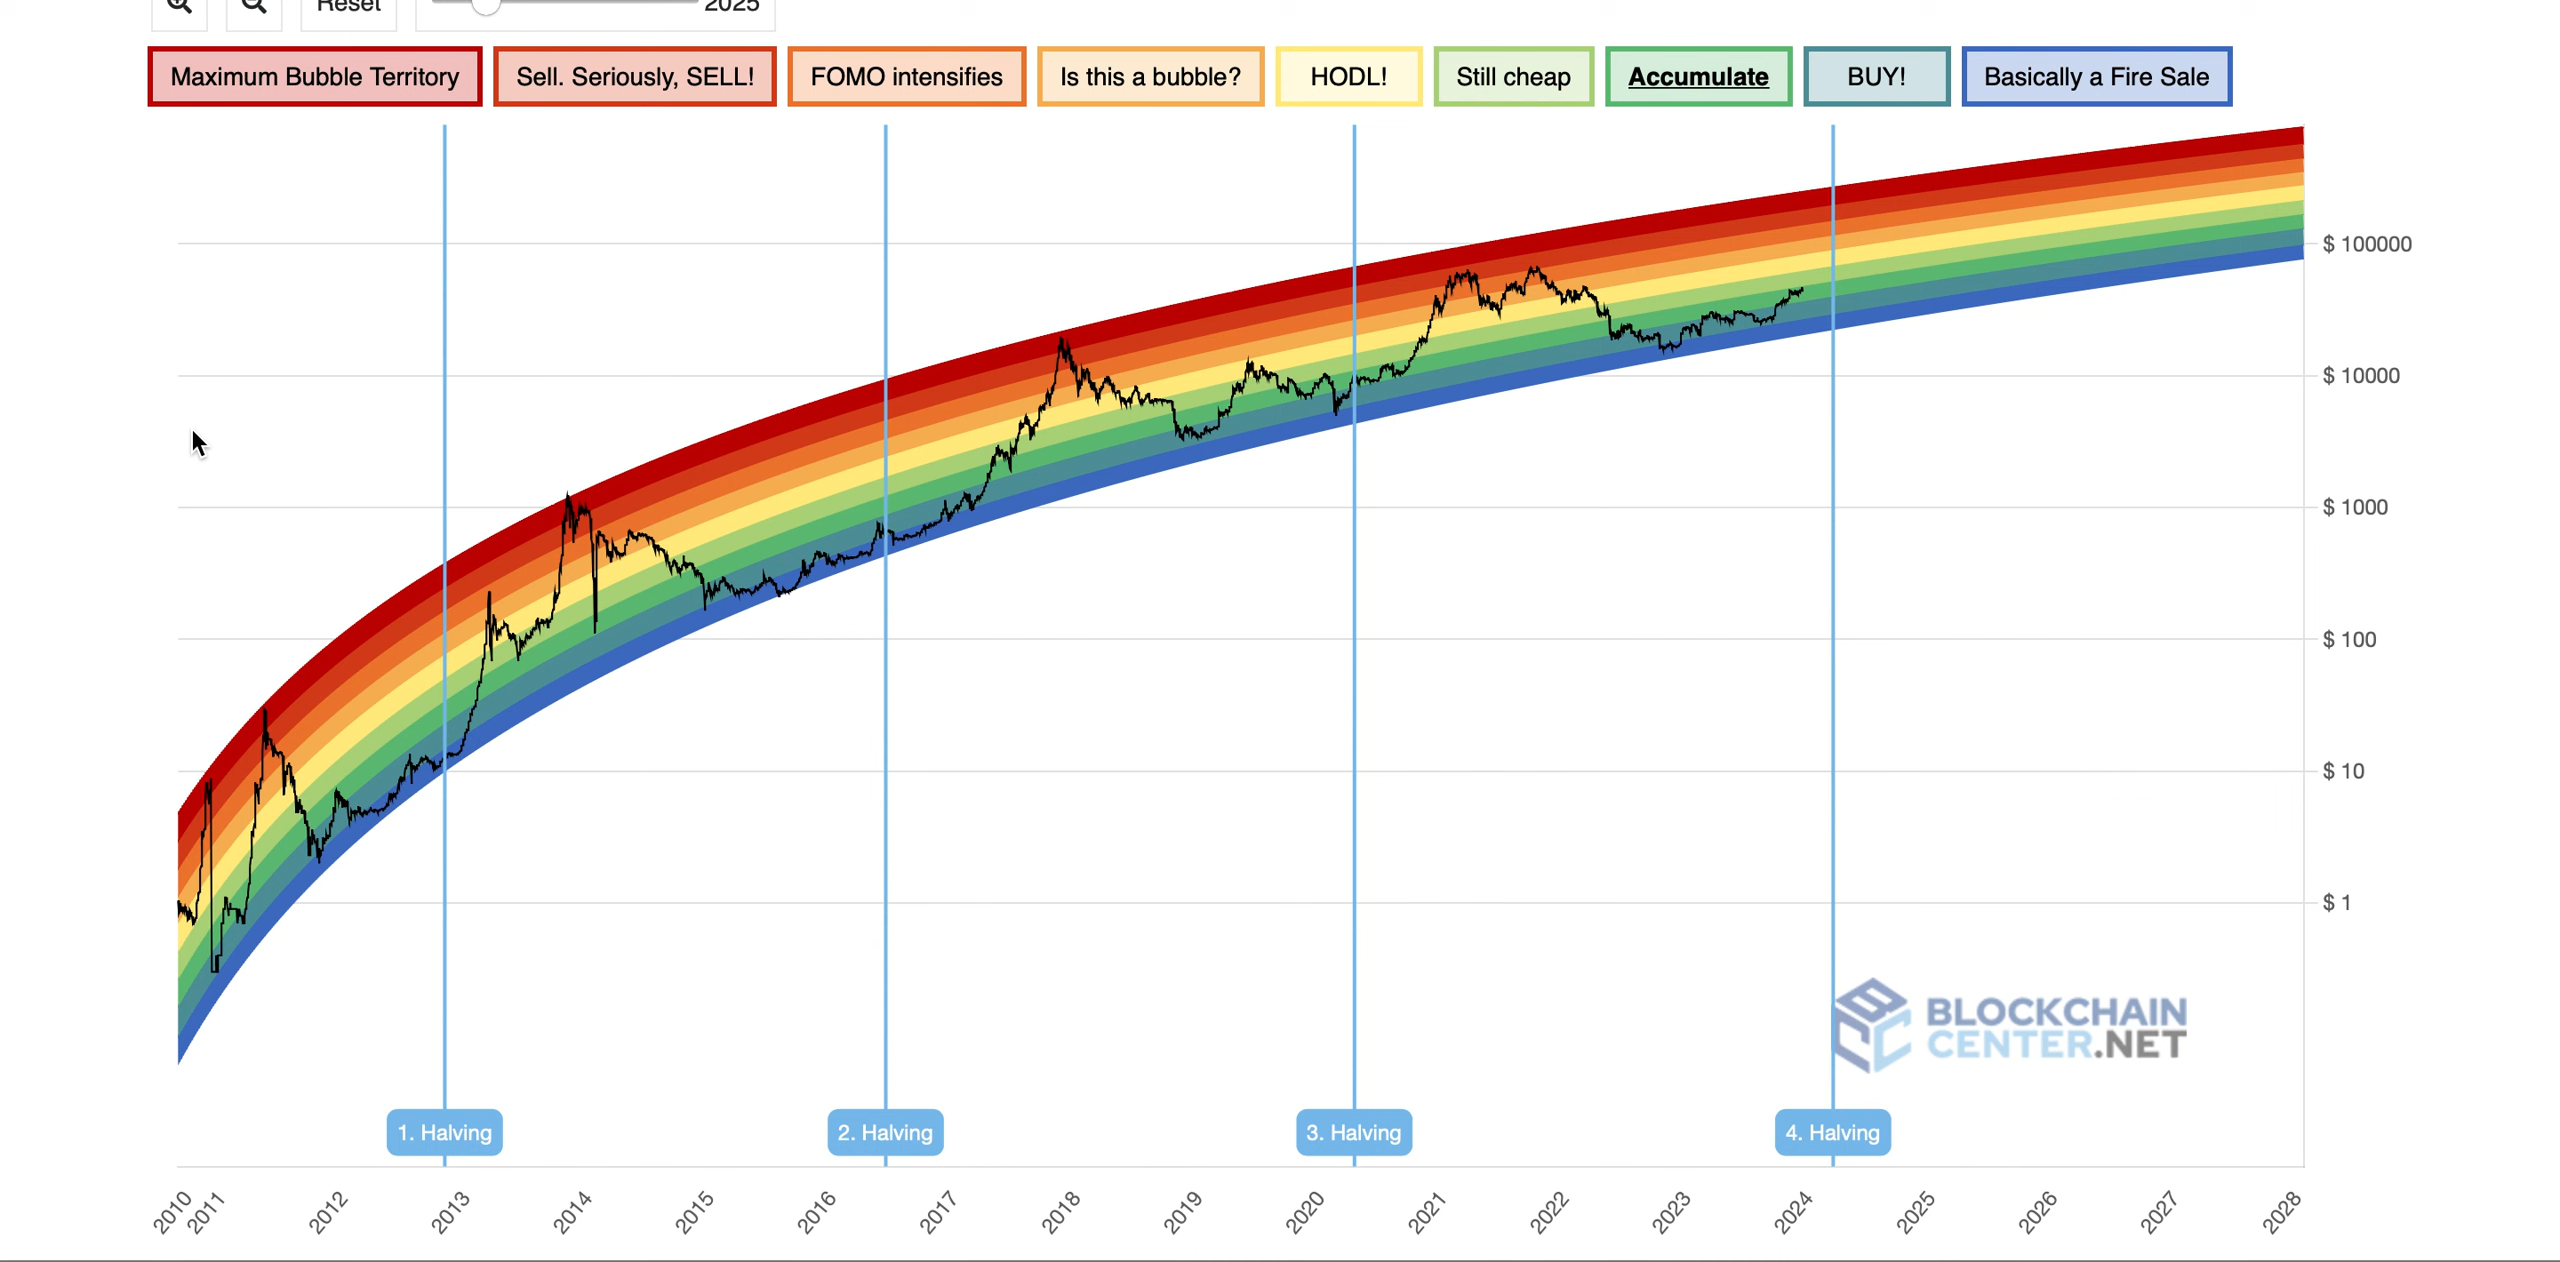 Reset
2025
Maximum Bubble Territory
Sell. Seriously, SELL!
FOMO intensifies
Is this a bubble?
HODL!
Still cheap
Accumulate
BUY!
Basically a Fire Sale
$ 100000
$ 10000
$ 1000
$ 100
$ 10
$ 1
BLOCKCHAIN
CENTER.NET
1. Halving
2. Halving
3. Halving
4. Halving
2010
2011
2012
2013
2014
2015
2016
2017
2018
2019
2020
2021
2022
2023
2024
2025
2026
2027
2028